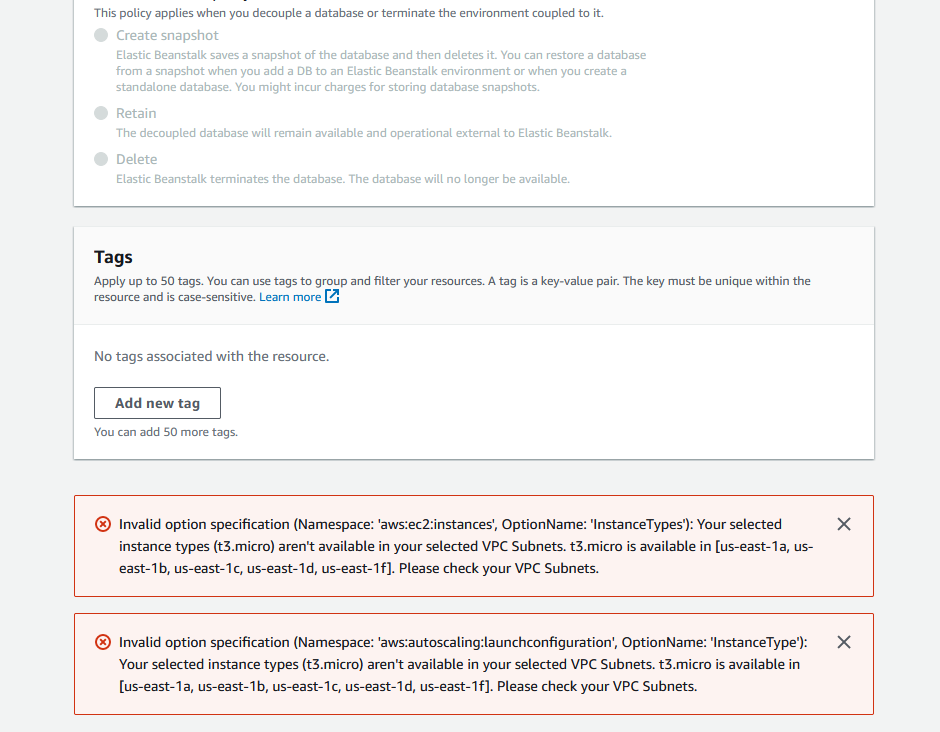 This policy applies when you decouple a database or terminate the environment coupled to it.
Create snapshot
Elastic Beanstalk saves a snapshot of the database and then deletes it. You can restore a database
from a snapshot when you add a DB to an Elastic Beanstalk environment or when you create a
standalone database. You might incur charges for storing database snapshots.
Retain
The decoupled database will remain available and operational external to Elastic Beanstalk.
Delete
Elastic Beanstalk terminates the database. The database will no longer be available.
Tags
Apply up to 50 tags. You can use tags to group and filter your resources. A tag is a key-value pair. The key must be unique within the
resource and is case-sensitive. Learn more
No tags associated with the resource.
Add new tag
You can add 50 more tags.
Invalid option specification (Namespace: 'aws:ec2:instances', OptionName: 'InstanceTypes'): Your selected
instance types (t3.micro) aren't available in your selected VPC Subnets. t3.micro is available in [us-east-1a, us-
east-1b, us-east-1c, us-east-1d, us-east-1f]. Please check your VPC Subnets.
Invalid option specification (Namespace: 'aws:autoscaling:launchconfiguration', OptionName: 'InstanceType'):
Your selected instance types (t3.micro) aren't available in your selected VPC Subnets. t3.micro is available in
[us-east-1a, us-east-1b, us-east-1c, us-east-1d, us-east-1f]. Please check your VPC Subnets.